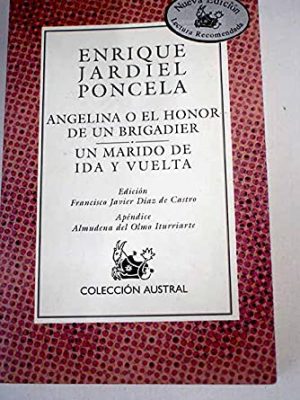 Nueva Edición
Lectura Recomendada
ENRIQUE
JARDIEL
PONCELA
ANGELINA O EL HONOR
DE UN BRIGADIER
UN MARIDO DE
IDA Y VUELTA
Edición
Francisco Javier Díaz de Castro
Apéndice
Almudena del Olmo Iturriarte
COLECCIÓN AUSTRAL